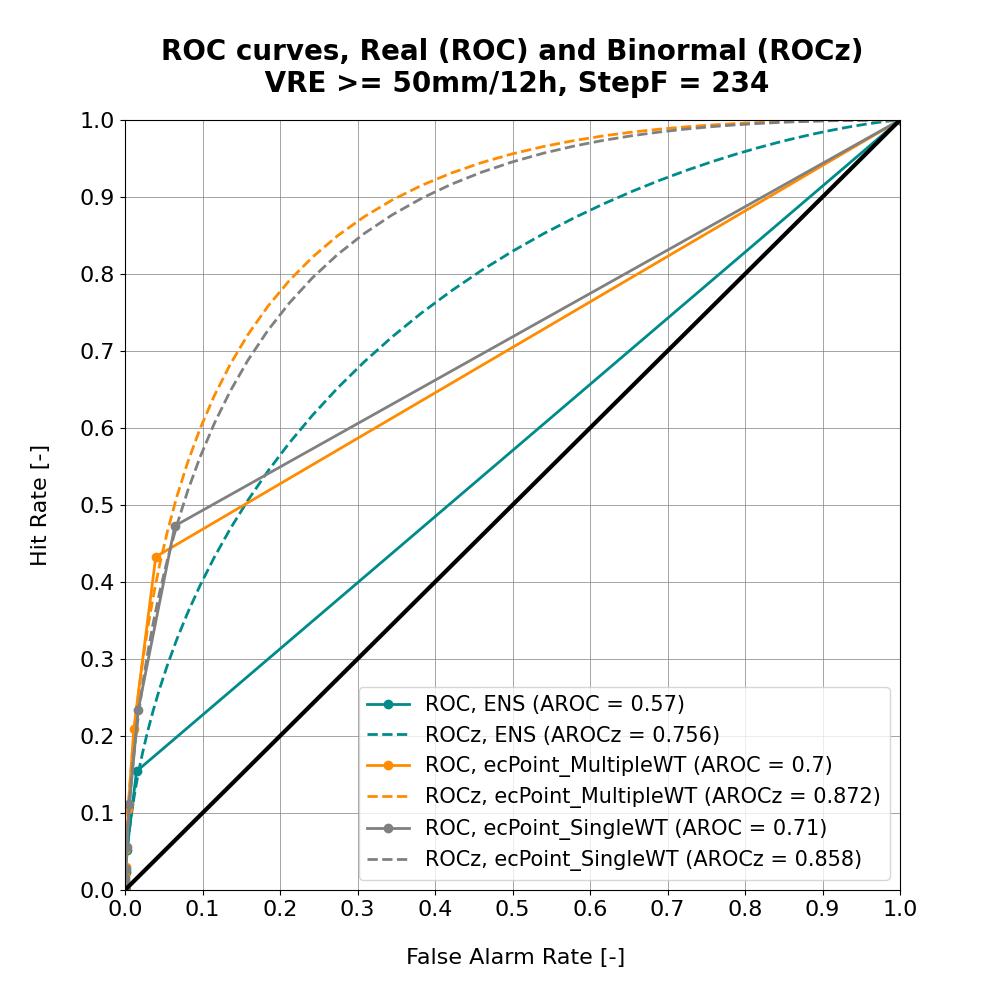 ROC curves, Real (ROC) and Binormal (ROCz)
VRE >= 50mm/12h, StepF = 234
1.0
0.9
0.8
0.7
0.6
0.5
0.4
0.3
0.2
0.1
0.0
Hit Rate [-]
ROC, ENS (AROC = 0.57)
ROCz, ENS (AROCz = 0.756)
ROC, ecPoint_MultipleWT (AROC = 0.7)
ROCz, ecPoint_MultipleWT (AROCz = 0.872)
ROC, ecPoint_SingleWT (AROC = 0.71)
ROCz, ecPoint_SingleWT (AROCz = 0.858)
0.0 0.1 0.2 0.3 0.4 0.5 0.6 0.7 0.8 0.9 1.0
False Alarm Rate [-]